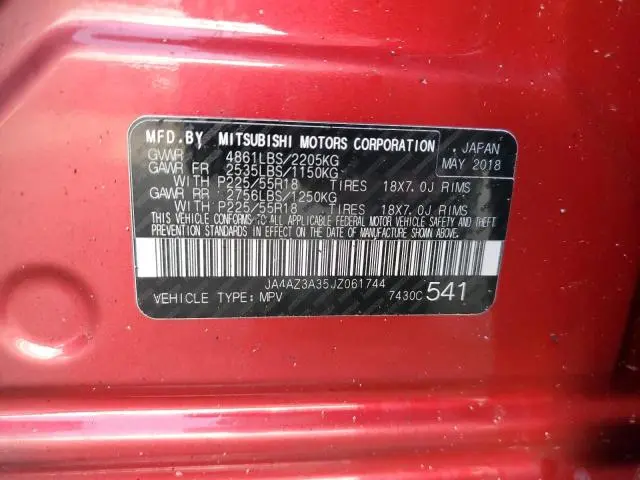 MFD.BY MITSUBISHI MOTORS CORPORATION , JAPAN
GVWR 4861LBS/2205KG MAY 2018
GAWR FR 2535LBS/1150KG
WITH P225/55R18 TIRES 18X7.0J RIMS
GAWR RR 2756LBS/1250KG
WITH P225/55R18 TIRES 18X7.0J RIMS
THIS VEHICLE CONFORMS TO ALL APPLICABLE FEDERAL MOTOR VEHICLE SAFETY AND THEFT
PREVENTION STANDARDS IN EFFECT ON THE DATE OF MANUFACTURE SHOWN ABOVE.
JA4AZ3A35JZ061744
VEHICLE TYPE: MPV 7430C 541